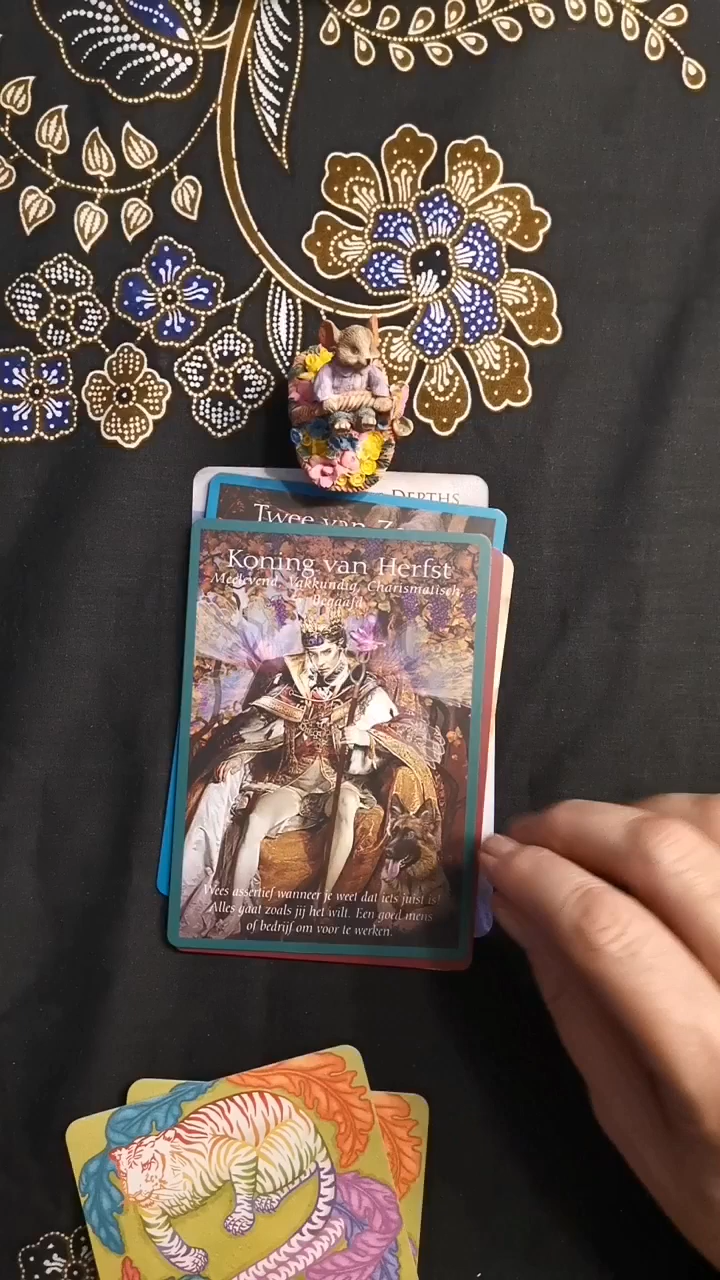 DEPTHS
Twee van Z
Koning van Herfst
Meelevend, Vakkundig, Charismatisch
& Begaafd
Wees assertief wanneer je weet dat iets juist is!
Alles gaat zoals jij het wilt. Een goed mens
of bedrijf om voor te werken.